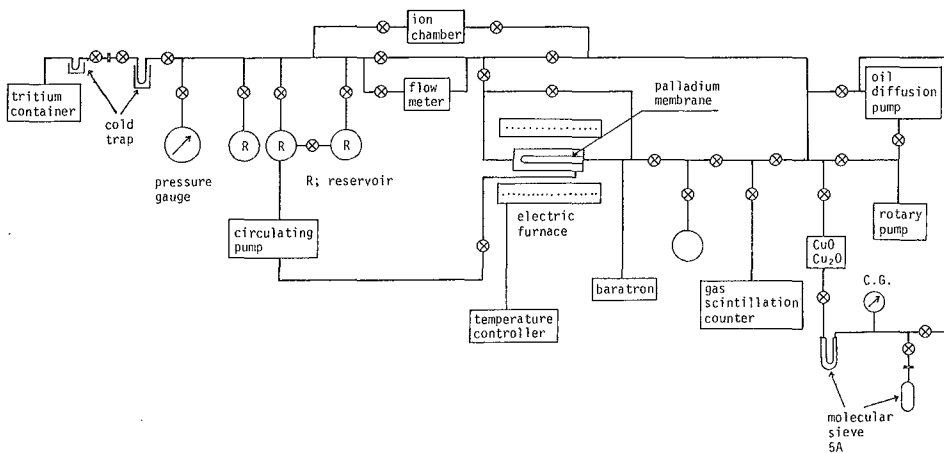 ion
chamber
tritium
container
cold
trap
pressure
gauge
R
R
R
R; reservoir
flow
meter
palladium
membrane
oil
diffusion
pump
circulating
pump
electric
furnace
temperature
controller
baratron
gas
scintillation
counter
CuO
Cu2O
rotary
pump
C.G.
molecular
sieve
5A